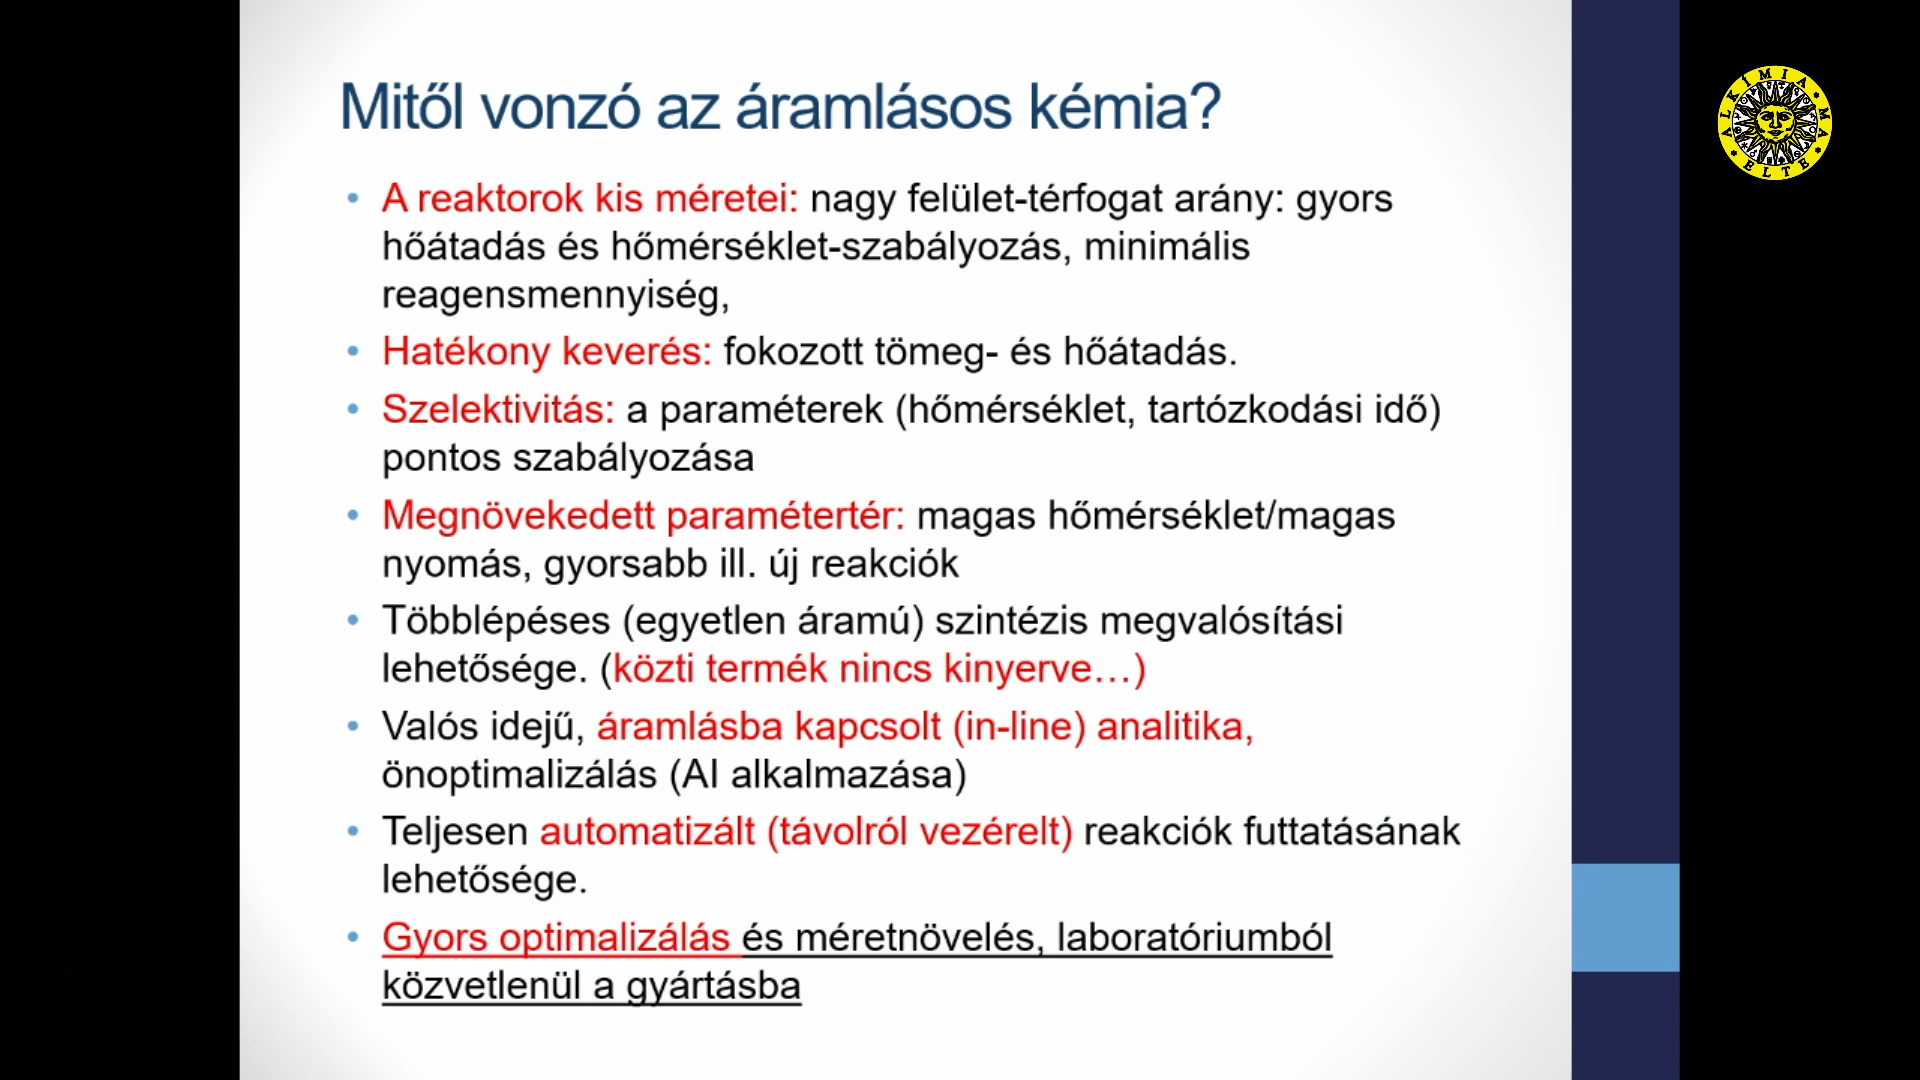 Mitől vonzó az áramlásos kémia?
• A reaktorok kis méretei: nagy felület-térfogat arány: gyors
hőátadás és hőmérséklet-szabályozás, minimális
reagensmennyiség,
• Hatékony keverés: fokozott tömeg- és hőátadás.
• Szelektivitás: a paraméterek (hőmérséklet, tartózkodási idő)
pontos szabályozása
• Megnövekedett paramétertér: magas hőmérséklet/magas
nyomás, gyorsabb ill. új reakciók
• Többlépéses (egyetlen áramú) szintézis megvalósítási
lehetősége. (közti termék nincs kinyerve…)
• Valós idejű, áramlásba kapcsolt (in-line) analitika,
önoptimalizálás (AI alkalmazása)
• Teljesen automatizált (távolról vezérelt) reakciók futtatásának
lehetősége.
• Gyors optimalizálás és méretnövelés, laboratóriumból
közvetlenül a gyártásba
ALKÍMIA • MA • ELTE •